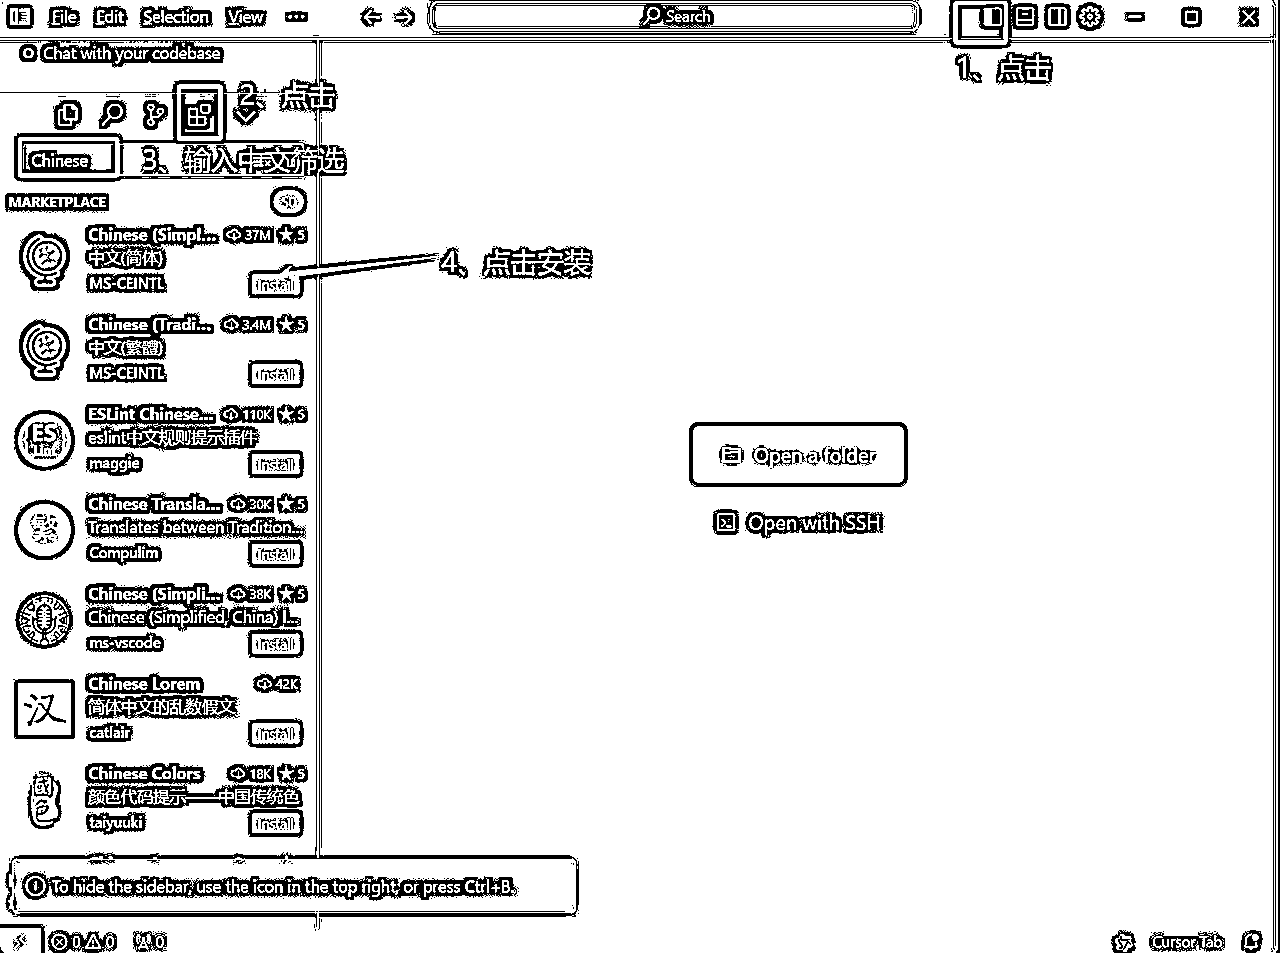 File Edit Selection View ··· Search
Chat with your codebase
1、点击
2、点击
Chinese
3、输入中文筛选
MARKETPLACE
Chinese (Simpl... 37M 5
中文(简体)
MS-CEINTL Install
4、点击安装
Chinese (Tradi... 3.4M 5
中文(繁體)
MS-CEINTL Install
ESLint Chinese... 110K 5
eslint中文规则提示插件
maggie Install
Chinese Transla... 30K 5
Translates between Tradition...
Compulim Install
Chinese (Simpli... 38K 5
Chinese (Simplified, China) l...
ms-vscode Install
Chinese Lorem 42K
简体中文的乱数假文
catlair Install
Chinese Colors 18K 5
颜色代码提示——中国传统色
taiyuuki Install
Open a folder
Open with SSH
To hide the sidebar, use the icon in the top right, or press Ctrl+B.
0 0 0 Cursor Tab